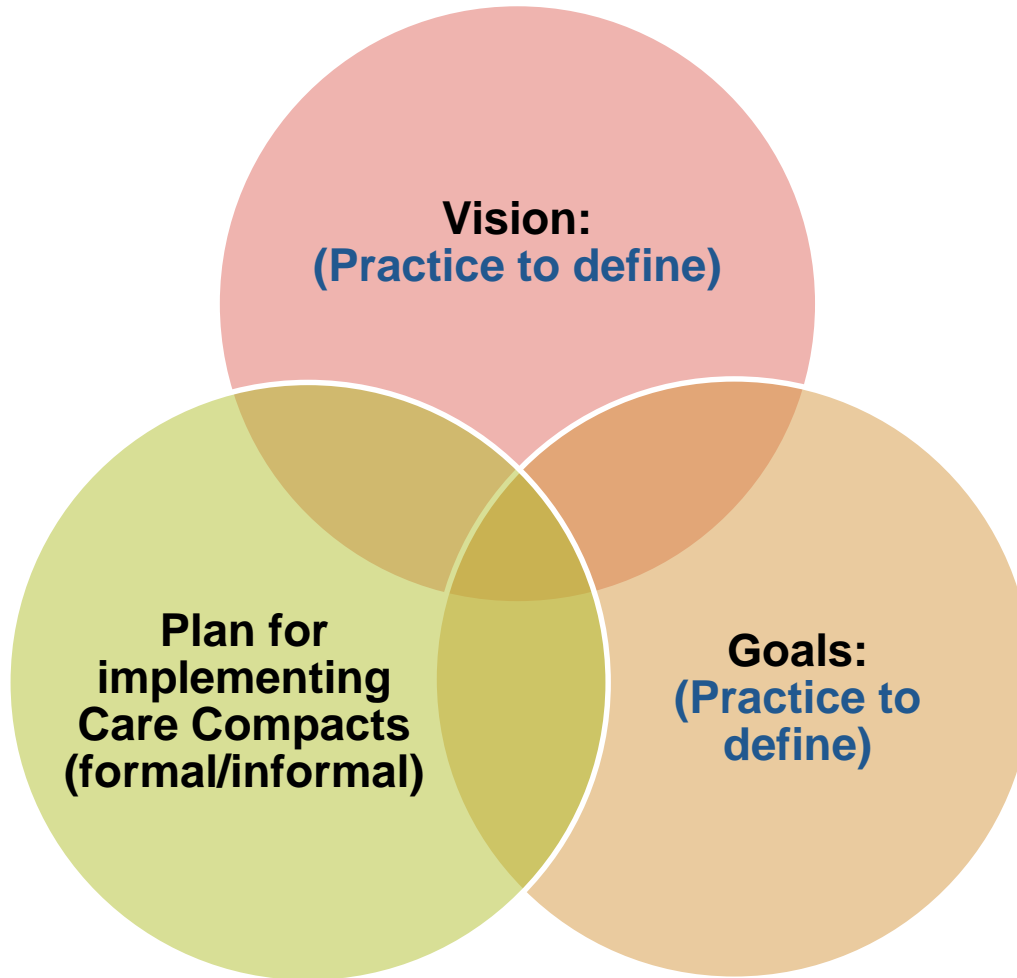 Vision:
(Practice to define)
Plan for
implementing
Care Compacts
(formal/informal)
Goals:
(Practice to
define)